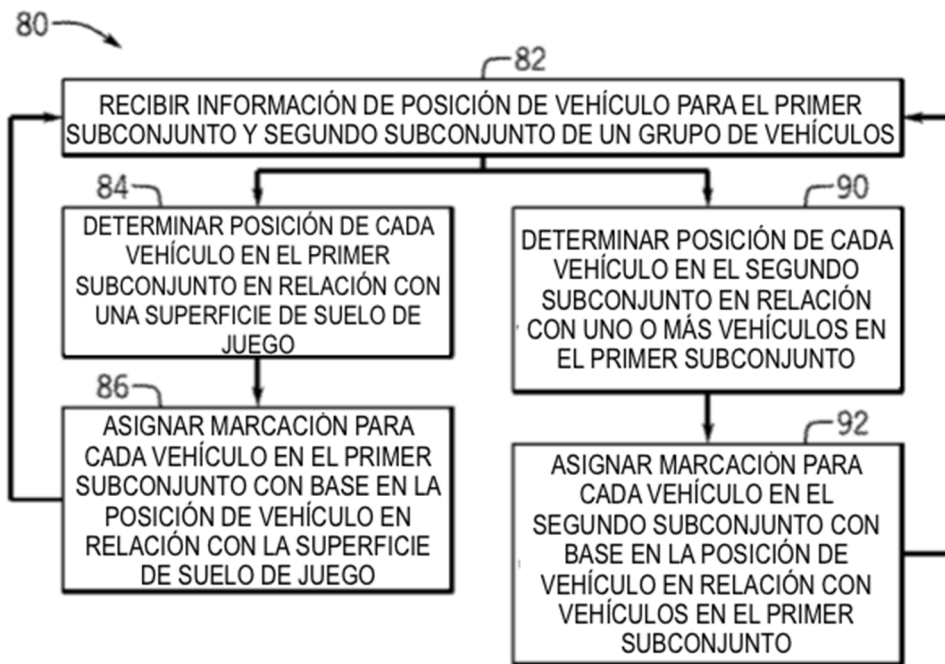 80
82
RECIBIR INFORMACIÓN DE POSICIÓN DE VEHÍCULO PARA EL PRIMER
SUBCONJUNTO Y SEGUNDO SUBCONJUNTO DE UN GRUPO DE VEHÍCULOS
84
DETERMINAR POSICIÓN DE CADA
VEHÍCULO EN EL PRIMER
SUBCONJUNTO EN RELACIÓN CON
UNA SUPERFICIE DE SUELO DE
JUEGO
86
ASIGNAR MARCACIÓN PARA
CADA VEHÍCULO EN EL PRIMER
SUBCONJUNTO CON BASE EN LA
POSICIÓN DE VEHÍCULO EN
RELACIÓN CON LA SUPERFICIE
DE SUELO DE JUEGO
90
DETERMINAR POSICIÓN DE CADA
VEHÍCULO EN EL SEGUNDO
SUBCONJUNTO EN RELACIÓN
CON UNO O MÁS VEHÍCULOS EN
EL PRIMER SUBCONJUNTO
92
ASIGNAR MARCACIÓN PARA
CADA VEHÍCULO EN EL
SEGUNDO SUBCONJUNTO CON
BASE EN LA POSICIÓN DE
VEHÍCULO EN RELACIÓN CON
VEHÍCULOS EN EL PRIMER
SUBCONJUNTO